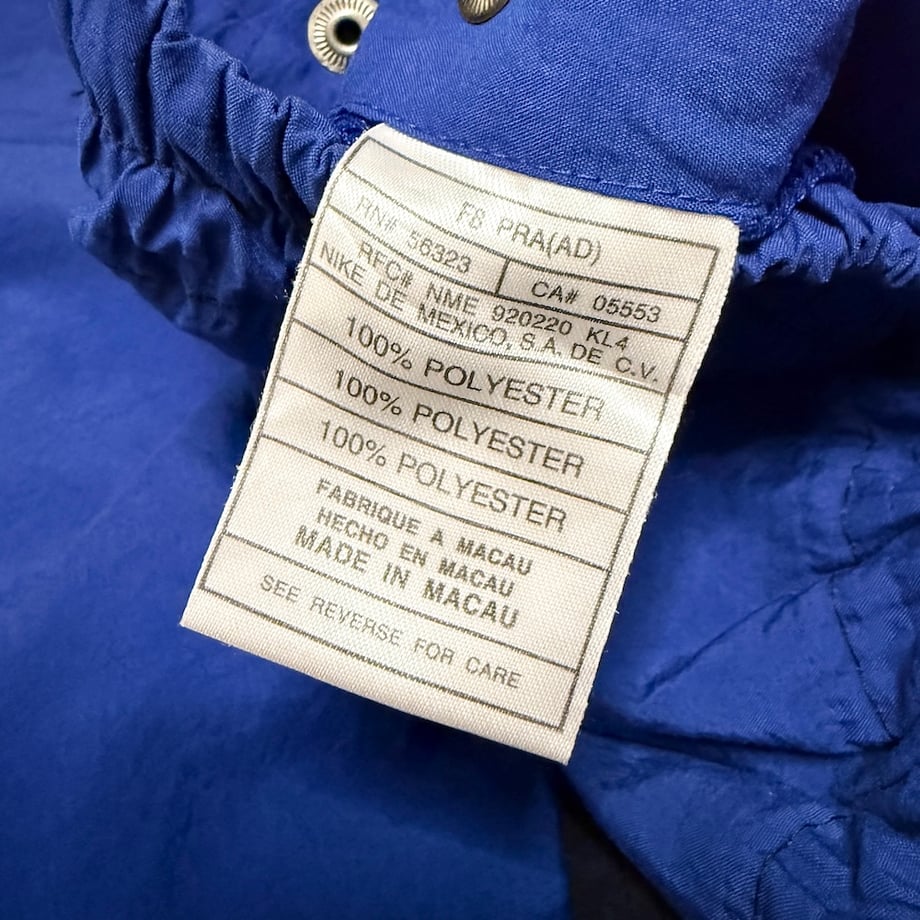 F8 PRA(AD)
RN# 56323
CA# 05553
RFC# NME 920220 KL4
NIKE DE MEXICO, S.A. DE C.V.
100% POLYESTER
100% POLYESTER
100% POLYESTER
FABRIQUE A MACAU
HECHO EN MACAU
MADE IN MACAU
SEE REVERSE FOR CARE